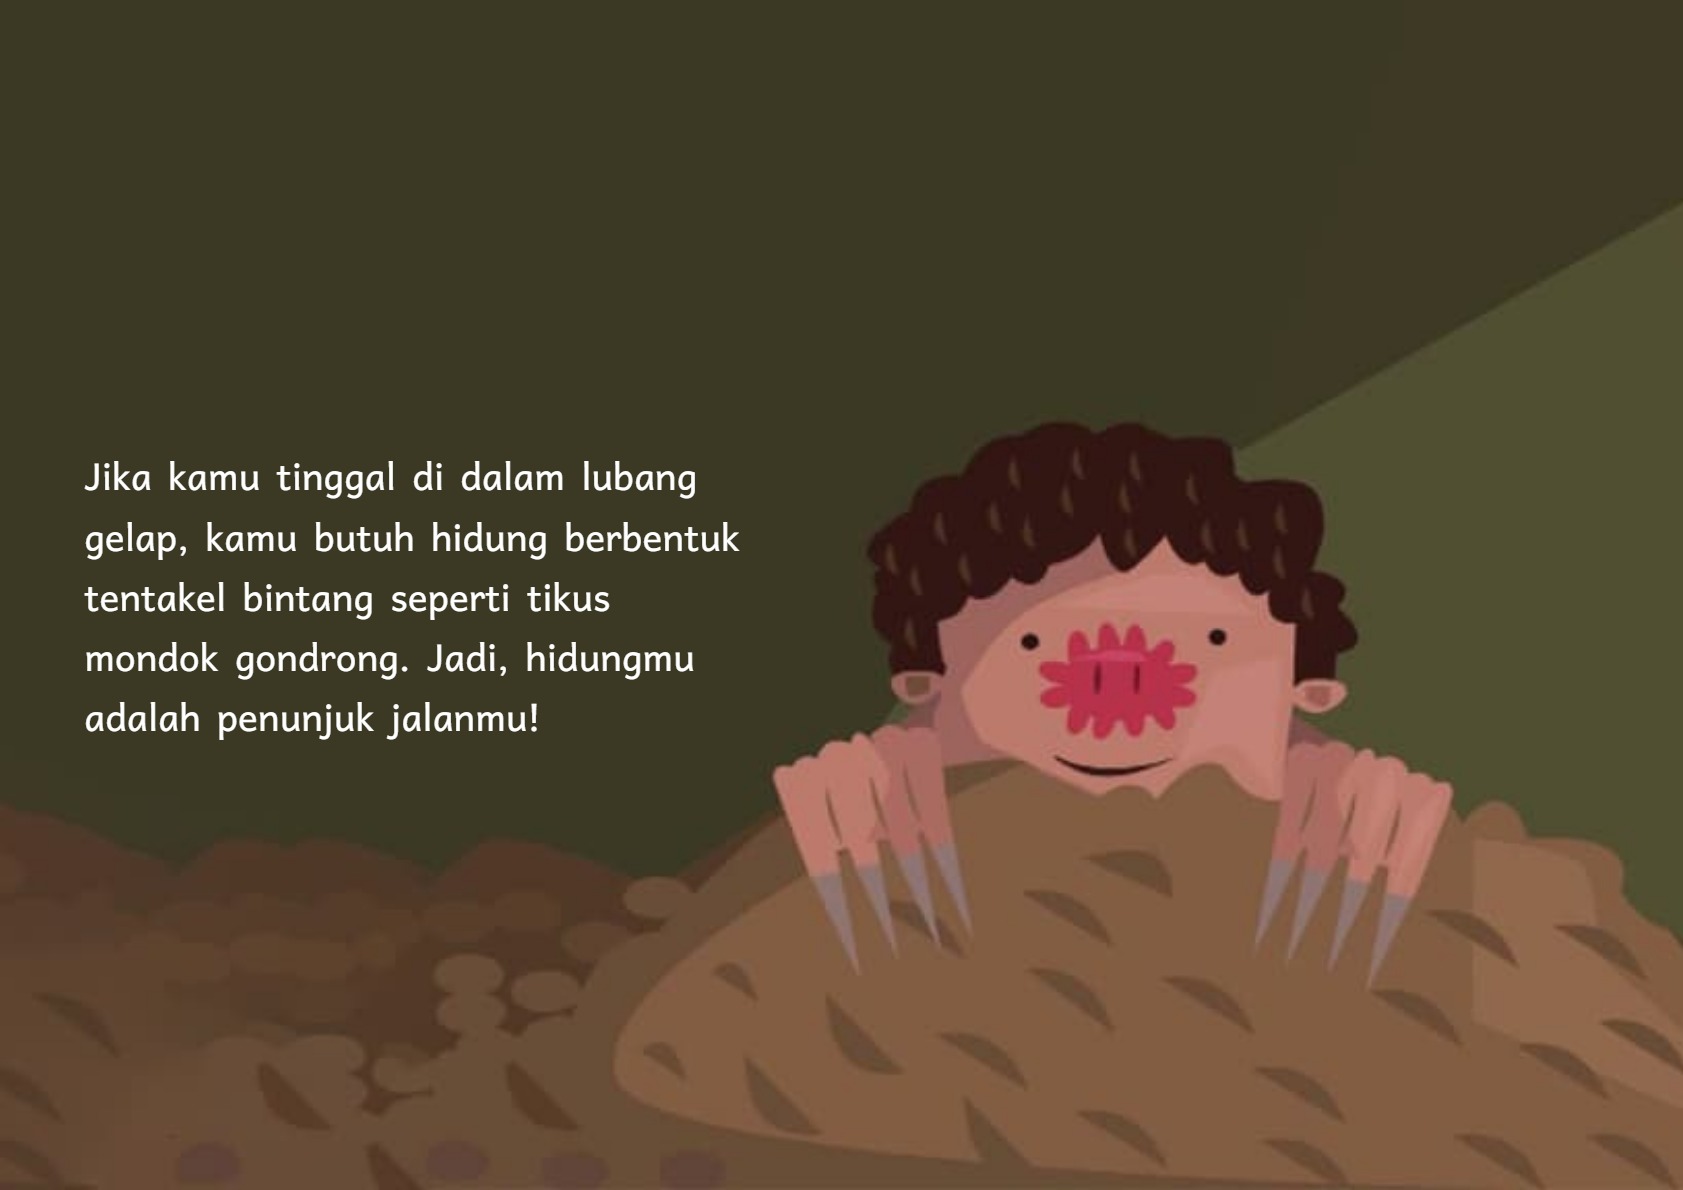 Jika kamu tinggal di dalam lubang
gelap, kamu butuh hidung berbentuk
tentakel bintang seperti tikus
mondok gondrong. Jadi, hidungmu
adalah penunjuk jalanmu!